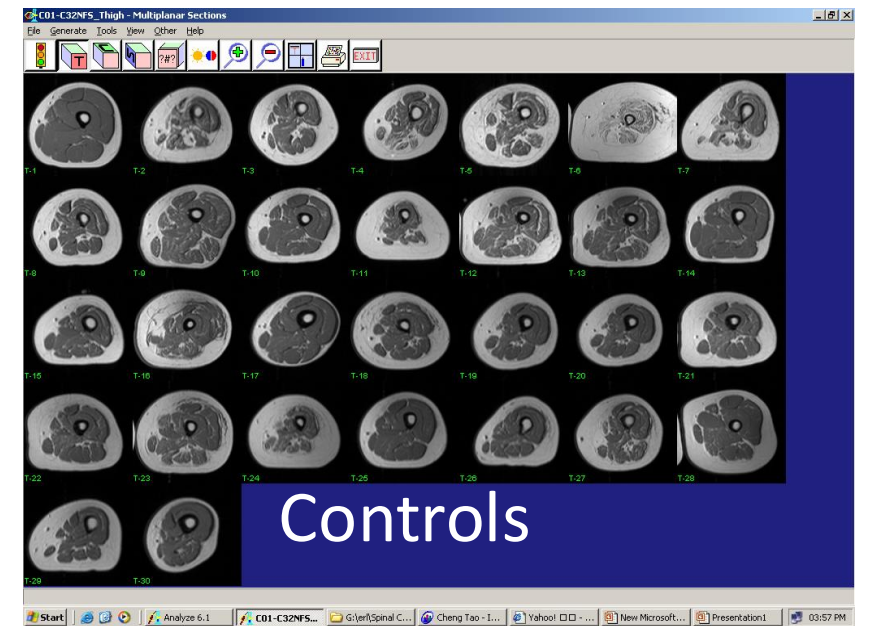 C01-C32NFS_Thigh - Multiplanar Sections
File Generate Tools View Other Help
T ?#? T EXIT
T-1 T-2 T-3 T-4 T-5 T-6 T-7
T-8 T-9 T-10 T-11 T-12 T-13 T-14
T-15 T-16 T-17 T-18 T-19 T-20 T-21
T-22 T-23 T-24 T-25 T-26 T-27 T-28
Controls
T-29 T-30
Start Analyze 6.1 C01-C32NFS... G:\erl\Spinal C... Cheng Tao - I... Yahoo! □□ - ... New Microsoft... Presentation1 03:57 PM